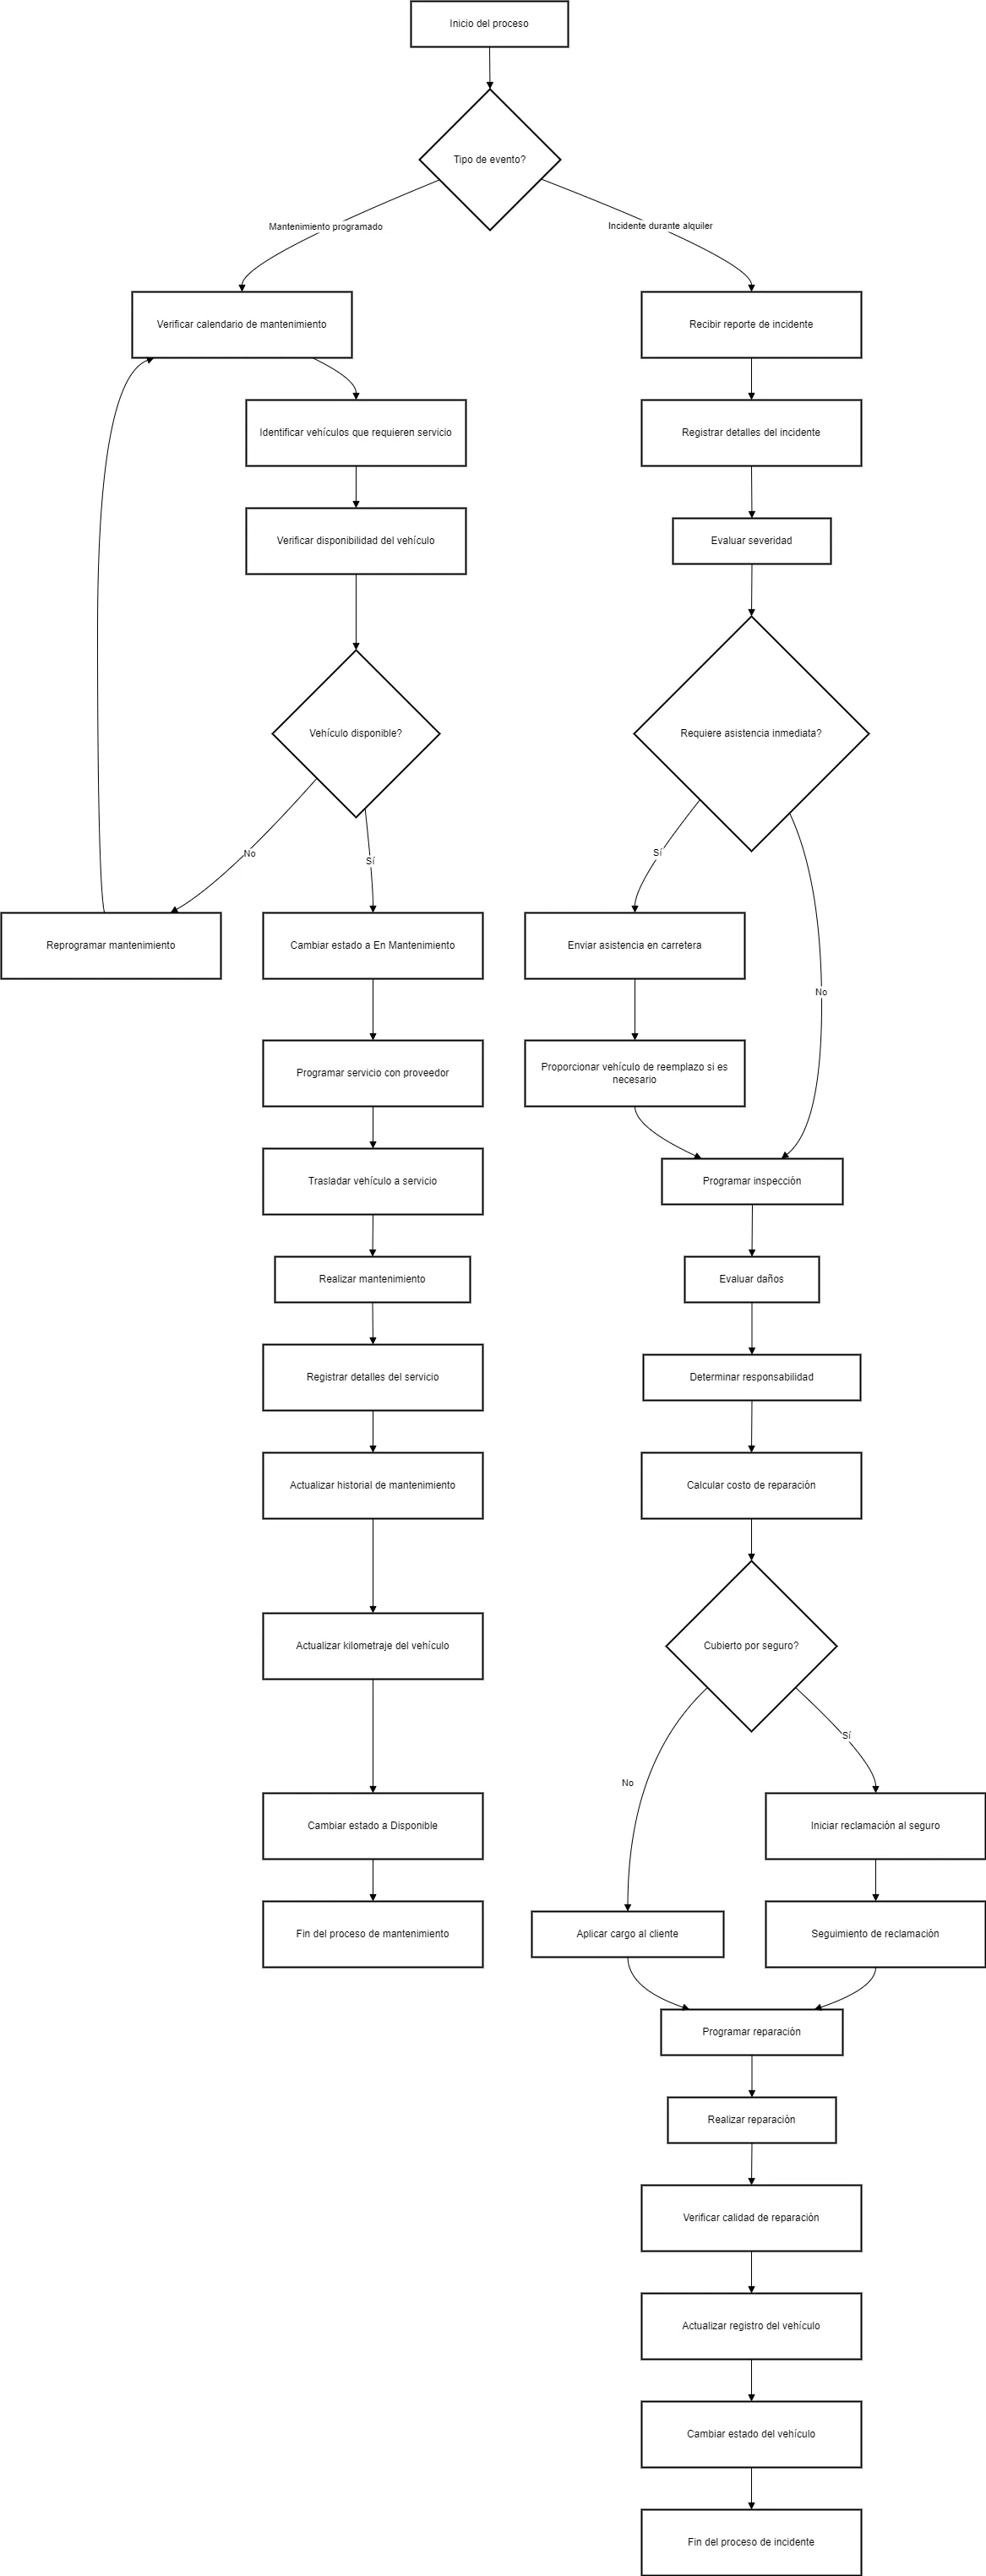 Inicio del proceso
Tipo de evento?
Mantenimiento programado
Incidente durante alquiler
Verificar calendario de mantenimiento
Recibir reporte de incidente
Identificar vehículos que requieren servicio
Registrar detalles del incidente
Verificar disponibilidad del vehículo
Evaluar severidad
Vehículo disponible?
Requiere asistencia inmediata?
No
Sí
Sí
Reprogramar mantenimiento
Cambiar estado a En Mantenimiento
Enviar asistencia en carretera
No
Programar servicio con proveedor
Proporcionar vehículo de reemplazo si es
necesario
Trasladar vehículo a servicio
Programar inspección
Realizar mantenimiento
Evaluar daños
Registrar detalles del servicio
Determinar responsabilidad
Actualizar historial de mantenimiento
Calcular costo de reparación
Actualizar kilometraje del vehículo
Cubierto por seguro?
Sí
No
Cambiar estado a Disponible
Iniciar reclamación al seguro
Fin del proceso de mantenimiento
Aplicar cargo al cliente
Seguimiento de reclamación
Programar reparación
Realizar reparación
Verificar calidad de reparación
Actualizar registro del vehículo
Cambiar estado del vehículo
Fin del proceso de incidente